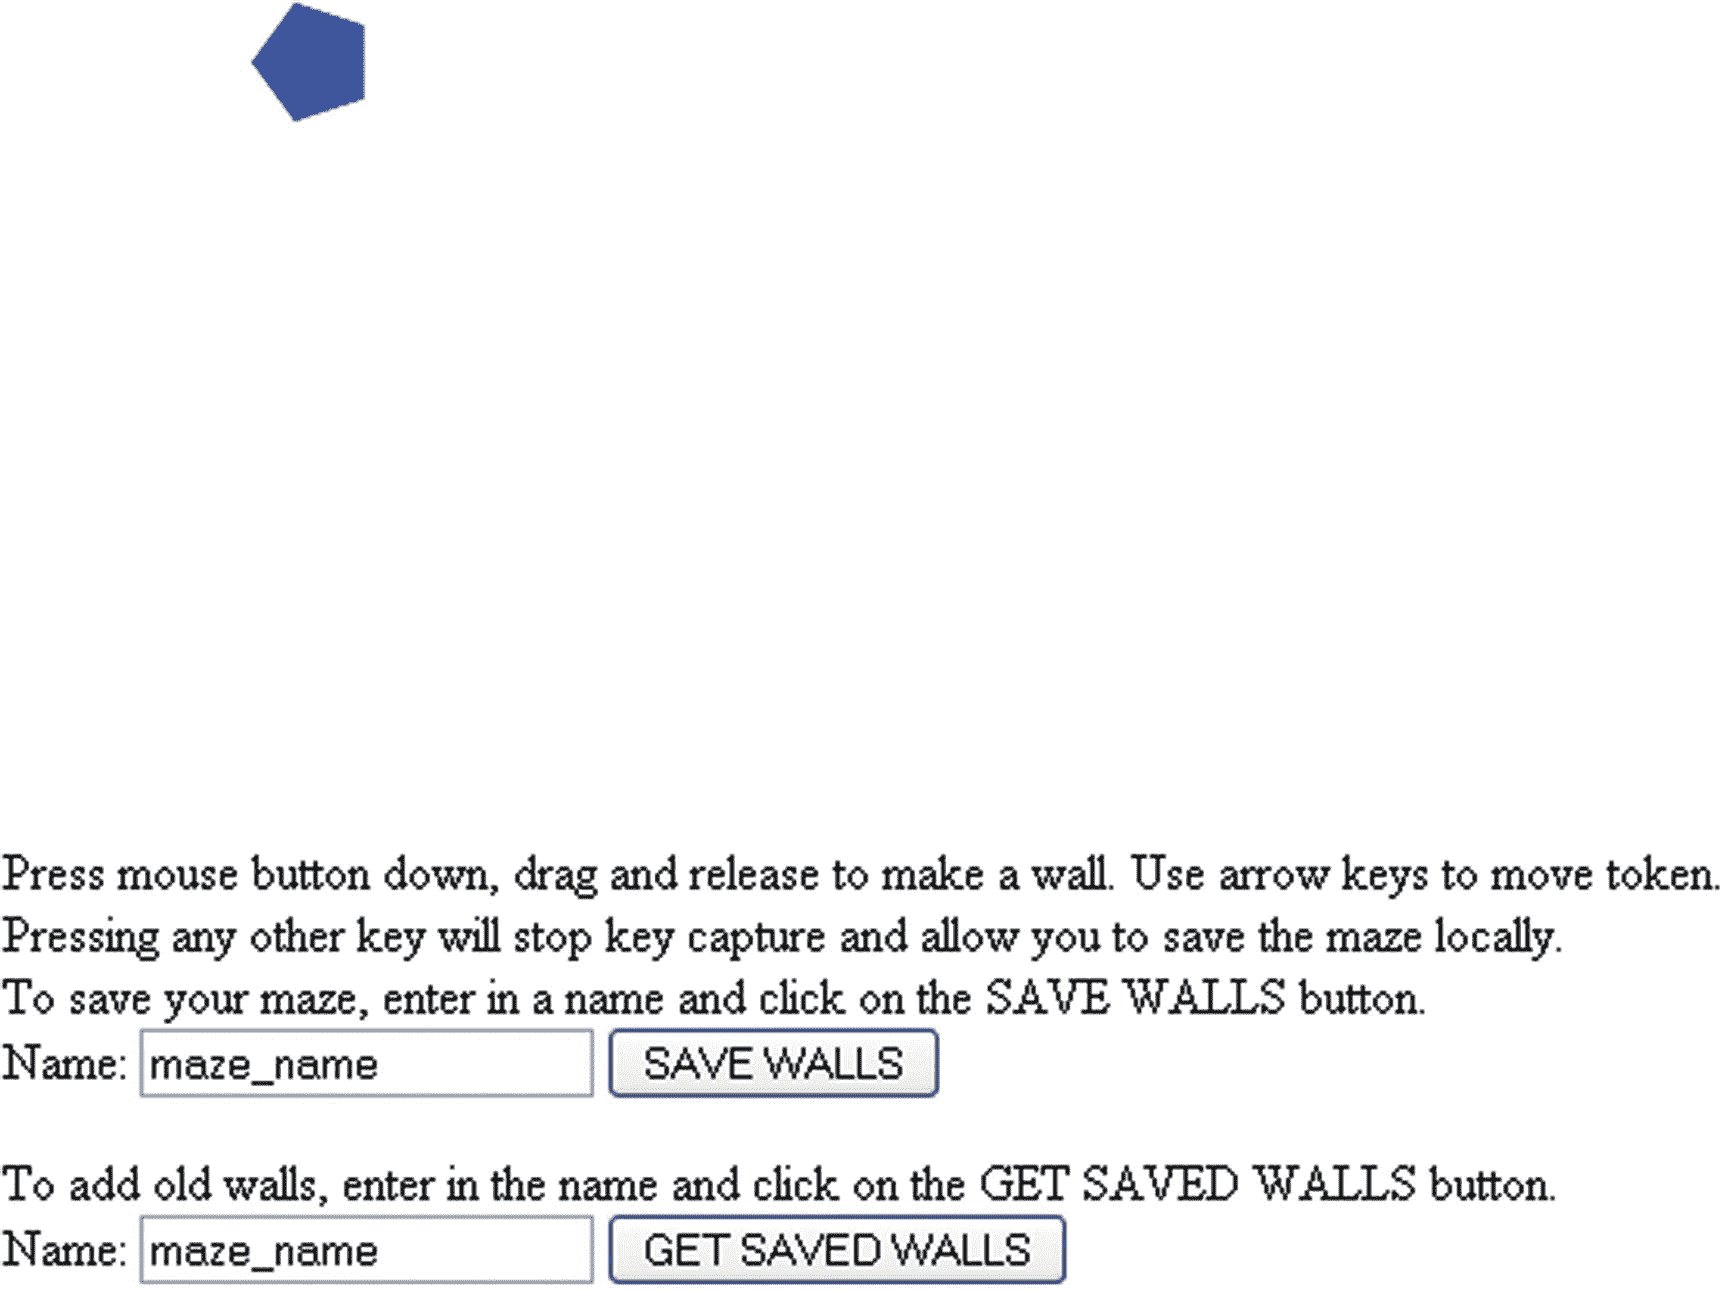 Press mouse button down, drag and release to make a wall. Use arrow keys to move token.
Pressing any other key will stop key capture and allow you to save the maze locally.
To save your maze, enter in a name and click on the SAVE WALLS button.
Name: maze_name SAVE WALLS
To add old walls, enter in the name and click on the GET SAVED WALLS button.
Name: maze_name GET SAVED WALLS